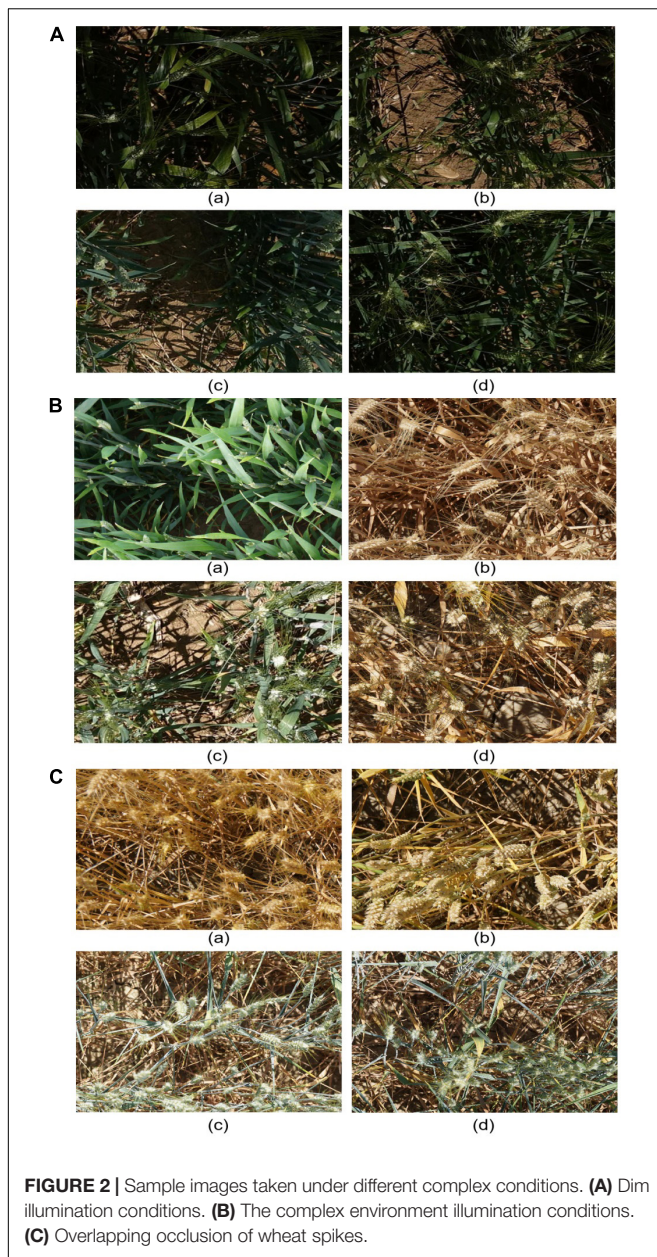 A
(a)
(b)
(c)
(d)
B
(a)
(b)
(c)
(d)
C
(a)
(b)
(c)
(d)
FIGURE 2 | Sample images taken under different complex conditions. (A) Dim
illumination conditions. (B) The complex environment illumination conditions.
(C) Overlapping occlusion of wheat spikes.